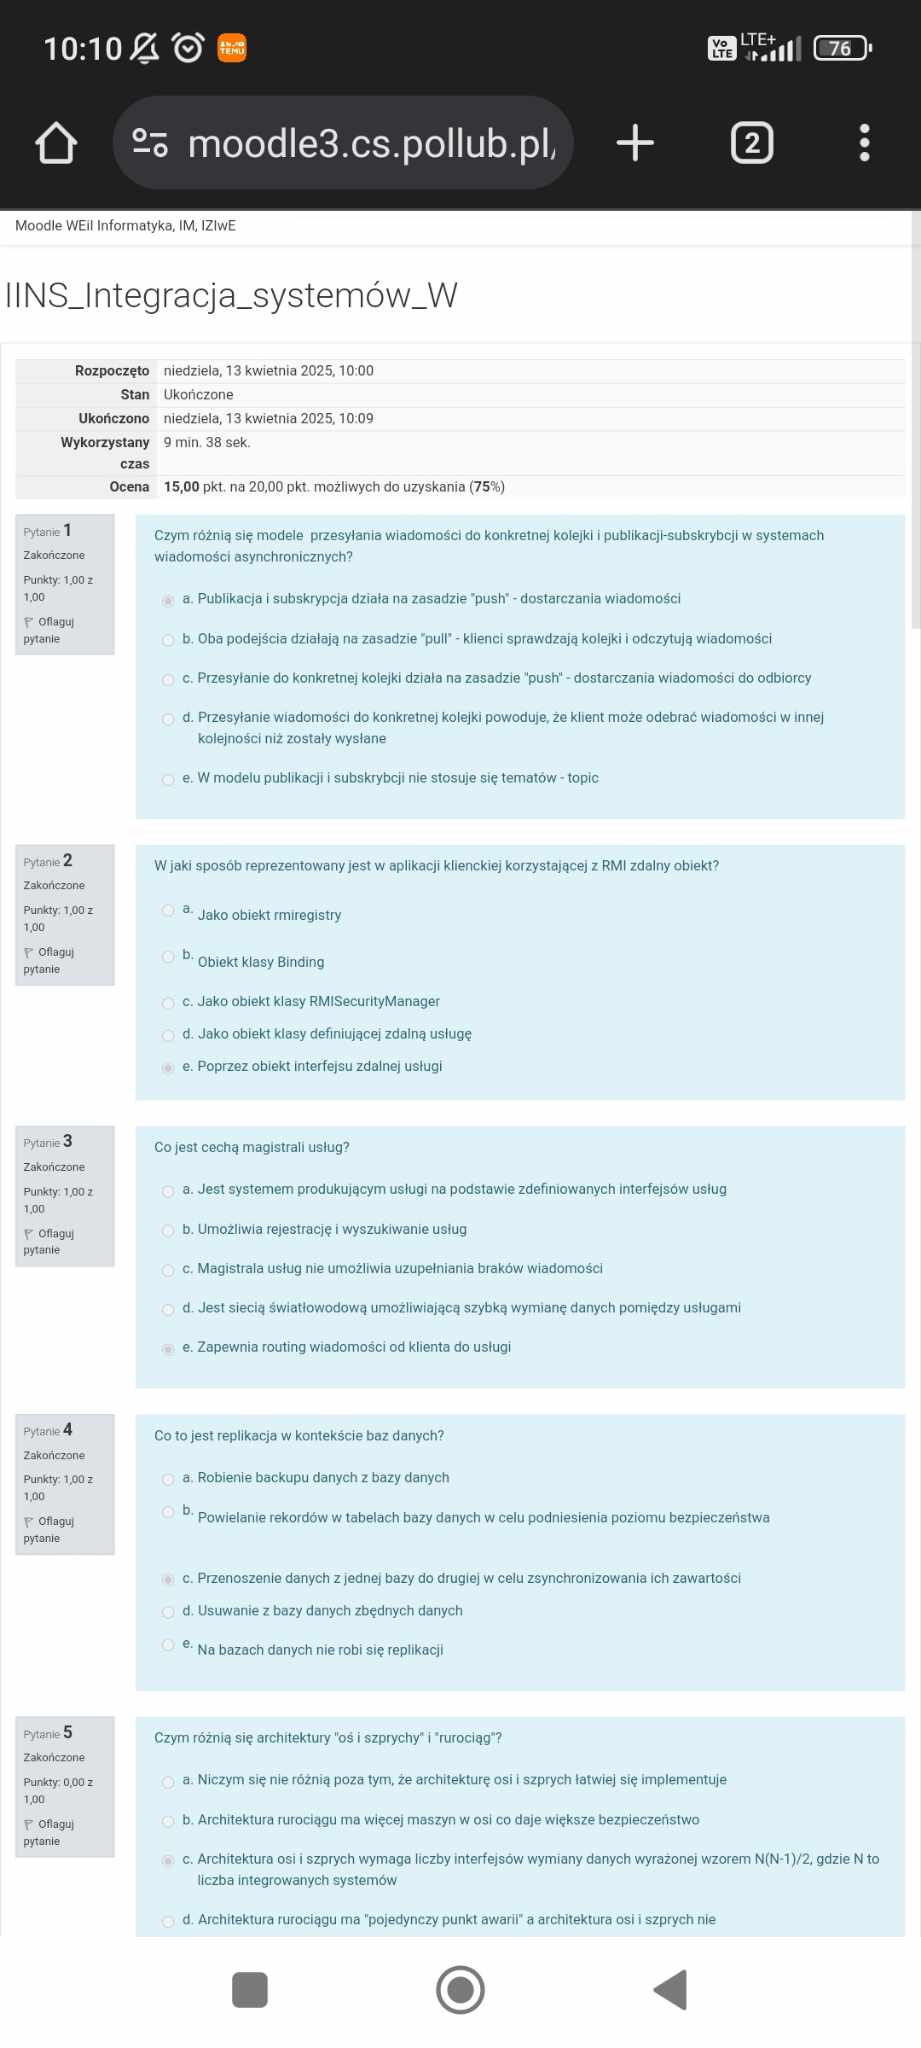 10:10
TEMU
Vo LTE
LTE+
76
moodle3.cs.pollub.pl/
2
Moodle WEiI Informatyka, IM, IZIwE
IINS_Integracja_systemów_W
Rozpoczęto niedziela, 13 kwietnia 2025, 10:00
Stan Ukończone
Ukończono niedziela, 13 kwietnia 2025, 10:09
Wykorzystany czas 9 min. 38 sek.
Ocena 15,00 pkt. na 20,00 pkt. możliwych do uzyskania (75%)
Pytanie 1
Zakończone
Punkty: 1,00 z
1,00
Oflaguj
pytanie
Czym różnią się modele przesyłania wiadomości do konkretnej kolejki i publikacji-subskrybcji w systemach
wiadomości asynchronicznych?
a. Publikacja i subskrypcja działa na zasadzie "push" - dostarczania wiadomości
b. Oba podejścia działają na zasadzie "pull" - klienci sprawdzają kolejki i odczytują wiadomości
c. Przesyłanie do konkretnej kolejki działa na zasadzie "push" - dostarczania wiadomości do odbiorcy
d. Przesyłanie wiadomości do konkretnej kolejki powoduje, że klient może odebrać wiadomości w innej
kolejności niż zostały wysłane
e. W modelu publikacji i subskrybcji nie stosuje się tematów - topic
Pytanie 2
Zakończone
Punkty: 1,00 z
1,00
Oflaguj
pytanie
W jaki sposób reprezentowany jest w aplikacji klienckiej korzystającej z RMI zdalny obiekt?
a. Jako obiekt rmiregistry
b. Obiekt klasy Binding
c. Jako obiekt klasy RMISecurityManager
d. Jako obiekt klasy definiującej zdalną usługę
e. Poprzez obiekt interfejsu zdalnej usługi
Pytanie 3
Zakończone
Punkty: 1,00 z
1,00
Oflaguj
pytanie
Co jest cechą magistrali usług?
a. Jest systemem produkującym usługi na podstawie zdefiniowanych interfejsów usług
b. Umożliwia rejestrację i wyszukiwanie usług
c. Magistrala usług nie umożliwia uzupełniania braków wiadomości
d. Jest siecią światłowodową umożliwiającą szybką wymianę danych pomiędzy usługami
e. Zapewnia routing wiadomości od klienta do usługi
Pytanie 4
Zakończone
Punkty: 1,00 z
1,00
Oflaguj
pytanie
Co to jest replikacja w kontekście baz danych?
a. Robienie backupu danych z bazy danych
b. Powielanie rekordów w tabelach bazy danych w celu podniesienia poziomu bezpieczeństwa
c. Przenoszenie danych z jednej bazy do drugiej w celu zsynchronizowania ich zawartości
d. Usuwanie z bazy danych zbędnych danych
e. Na bazach danych nie robi się replikacji
Pytanie 5
Zakończone
Punkty: 0,00 z
1,00
Oflaguj
pytanie
Czym różnią się architektury "oś i szprychy" i "rurociąg"?
a. Niczym się nie różnią poza tym, że architekturę osi i szprych łatwiej się implementuje
b. Architektura rurociągu ma więcej maszyn w osi co daje większe bezpieczeństwo
c. Architektura osi i szprych wymaga liczby interfejsów wymiany danych wyrażonej wzorem N(N-1)/2, gdzie N to
liczba integrowanych systemów
d. Architektura rurociągu ma "pojedynczy punkt awarii" a architektura osi i szprych nie